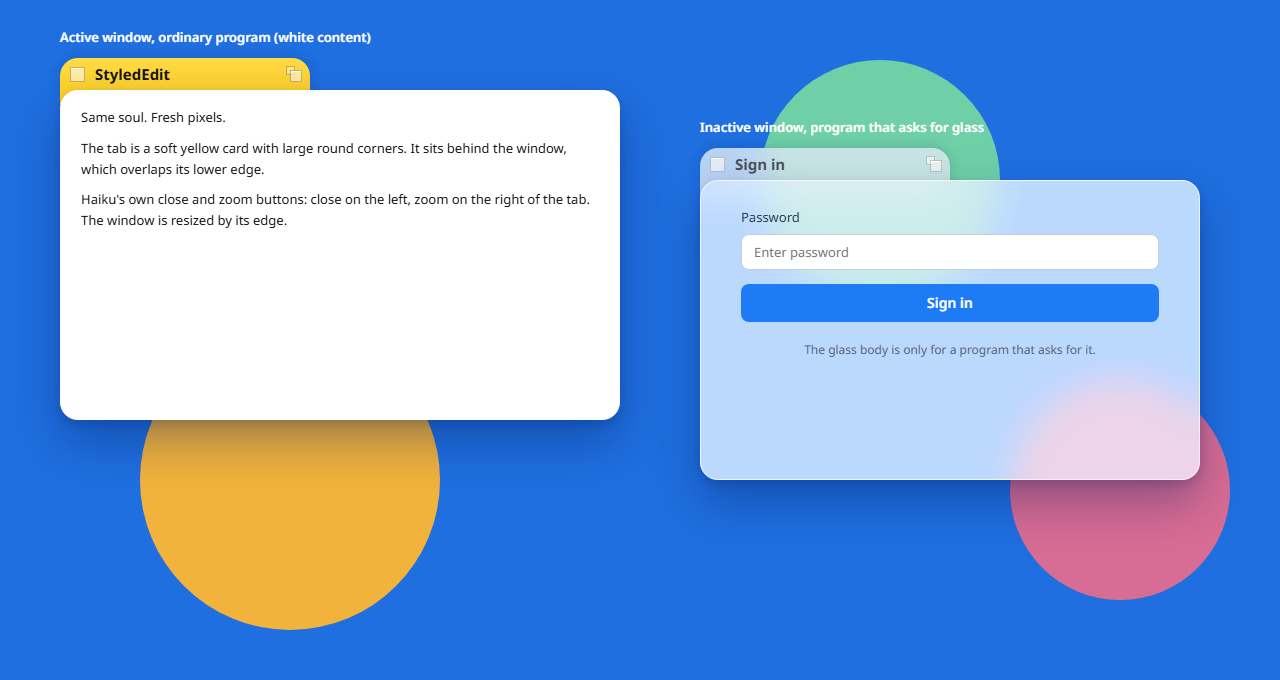 Active window, ordinary program (white content)
StyledEdit
Same soul. Fresh pixels.
The tab is a soft yellow card with large round corners. It sits behind the window,
which overlaps its lower edge.
Haiku's own close and zoom buttons: close on the left, zoom on the right of the tab.
The window is resized by its edge.
Inactive window, program that asks for glass
Sign in
Password
Enter password
Sign in
The glass body is only for a program that asks for it.